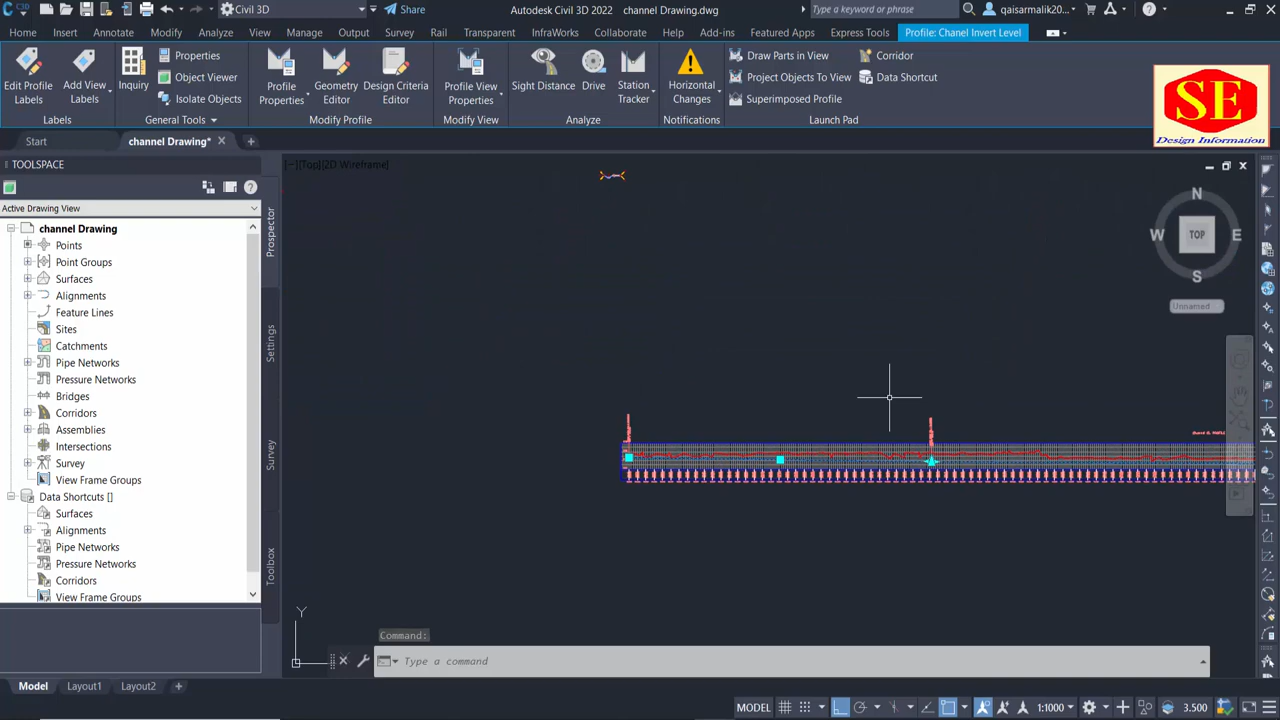 Civil 3D
Share
Autodesk Civil 3D 2022 channel Drawing.dwg
Type a keyword or phrase
qaisarmalik20...
Home Insert Annotate Modify Analyze View Manage Output Survey Rail Transparent InfraWorks Collaborate Help Add-ins Featured Apps Express Tools Profile: Chanel Invert Level
Edit Profile Labels
Add View Labels
Labels
Inquiry
Properties
Object Viewer
Isolate Objects
General Tools
Profile Properties
Geometry Editor
Design Criteria Editor
Modify Profile
Profile View Properties
Modify View
Sight Distance
Drive
Station Tracker
Analyze
Horizontal Changes
Notifications
Draw Parts in View
Project Objects To View
Superimposed Profile
Corridor
Data Shortcut
Launch Pad
SE
Design Information
Start
channel Drawing*
TOOLSPACE
Active Drawing View
channel Drawing
Points
Point Groups
Surfaces
Alignments
Feature Lines
Sites
Catchments
Pipe Networks
Pressure Networks
Bridges
Corridors
Assemblies
Intersections
Survey
View Frame Groups
Data Shortcuts []
Surfaces
Alignments
Pipe Networks
Pressure Networks
Corridors
View Frame Groups
Prospector
Settings
Survey
Toolbox
[−][Top][2D Wireframe]
N
W TOP E
S
Unnamed
Y
Command:
Type a command
Model Layout1 Layout2
MODEL
1:1000
3.500